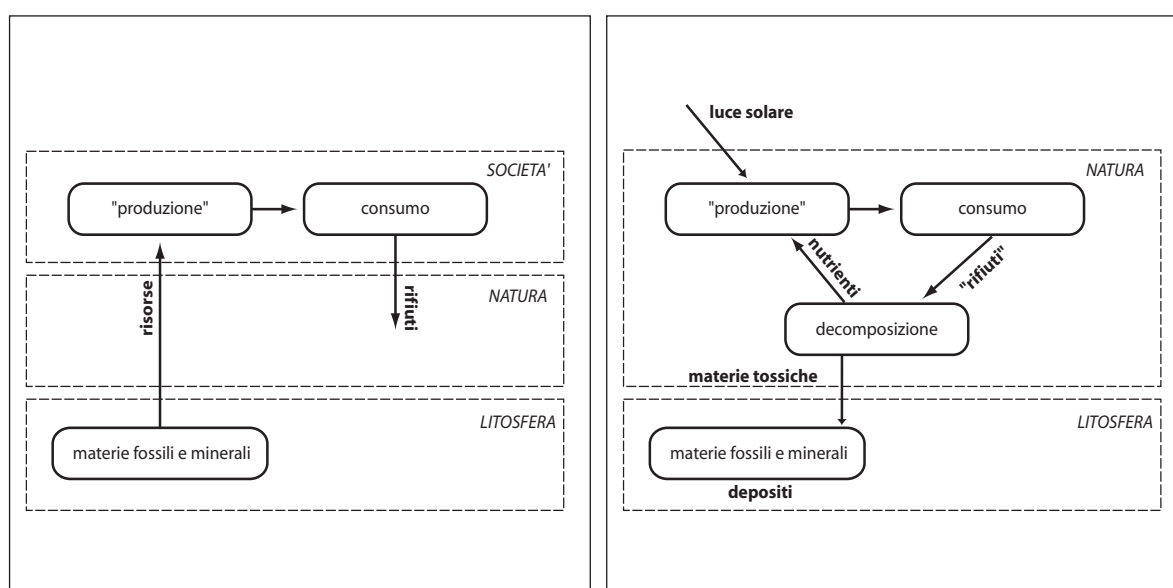 SOCIETA'
"produzione"
consumo
risorse
rifiuti
NATURA
LITOSFERA
materie fossili e minerali
luce solare
NATURA
"produzione"
consumo
nutrienti
"rifiuti"
decomposizione
materie tossiche
LITOSFERA
materie fossili e minerali
depositi